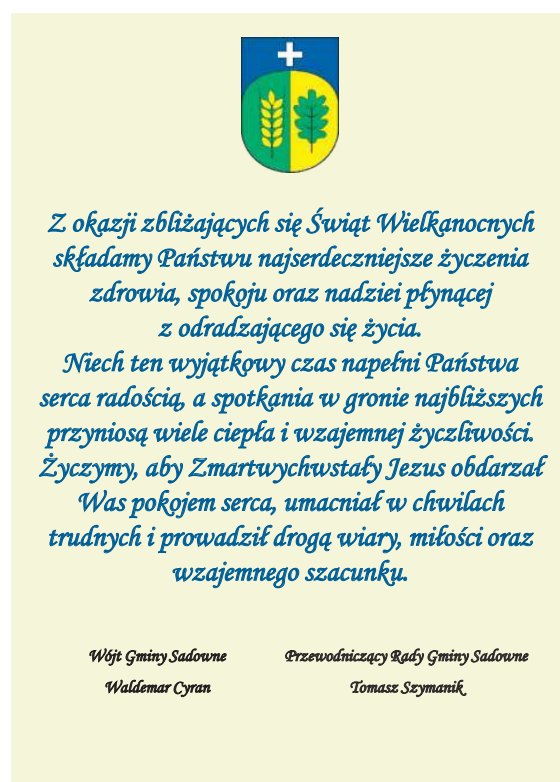 Z okazji zbliżających się Świąt Wielkanocnych
składamy Państwu najserdeczniejsze życzenia
zdrowia, spokoju oraz nadziei płynącej
z odradzającego się życia.
Niech ten wyjątkowy czas napełni Państwa
serca radością, a spotkania w gronie najbliższych
przyniosą wiele ciepła i wzajemnej życzliwości.
Życzymy, aby Zmartwychwstały Jezus obdarzał
Was pokojem serca, umacniał w chwilach
trudnych i prowadził drogą wiary, miłości oraz
wzajemnego szacunku.
Wójt Gminy Sadowne
Waldemar Cyran
Przewodniczący Rady Gminy Sadowne
Tomasz Szymanik